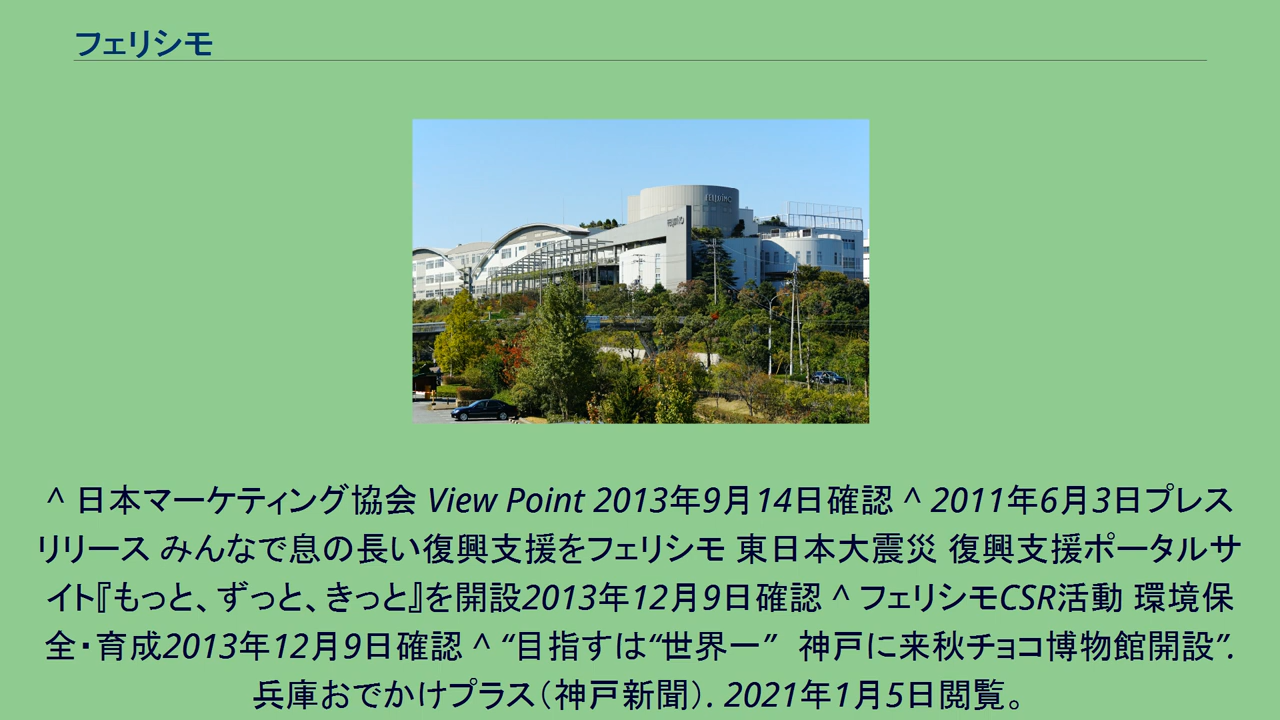 フェリシモ
felissimo
felissimo
^ 日本マーケティング協会 View Point 2013年9月14日確認 ^ 2011年6月3日プレス
リリース みんなで息の長い復興支援をフェリシモ 東日本大震災 復興支援ポータルサ
イト『もっと、ずっと、きっと』を開設2013年12月9日確認 ^ フェリシモCSR活動 環境保
全・育成2013年12月9日確認 ^ “目指すは“世界一” 神戸に来秋チョコ博物館開設”.
兵庫おでかけプラス（神戸新聞）. 2021年1月5日閲覧。